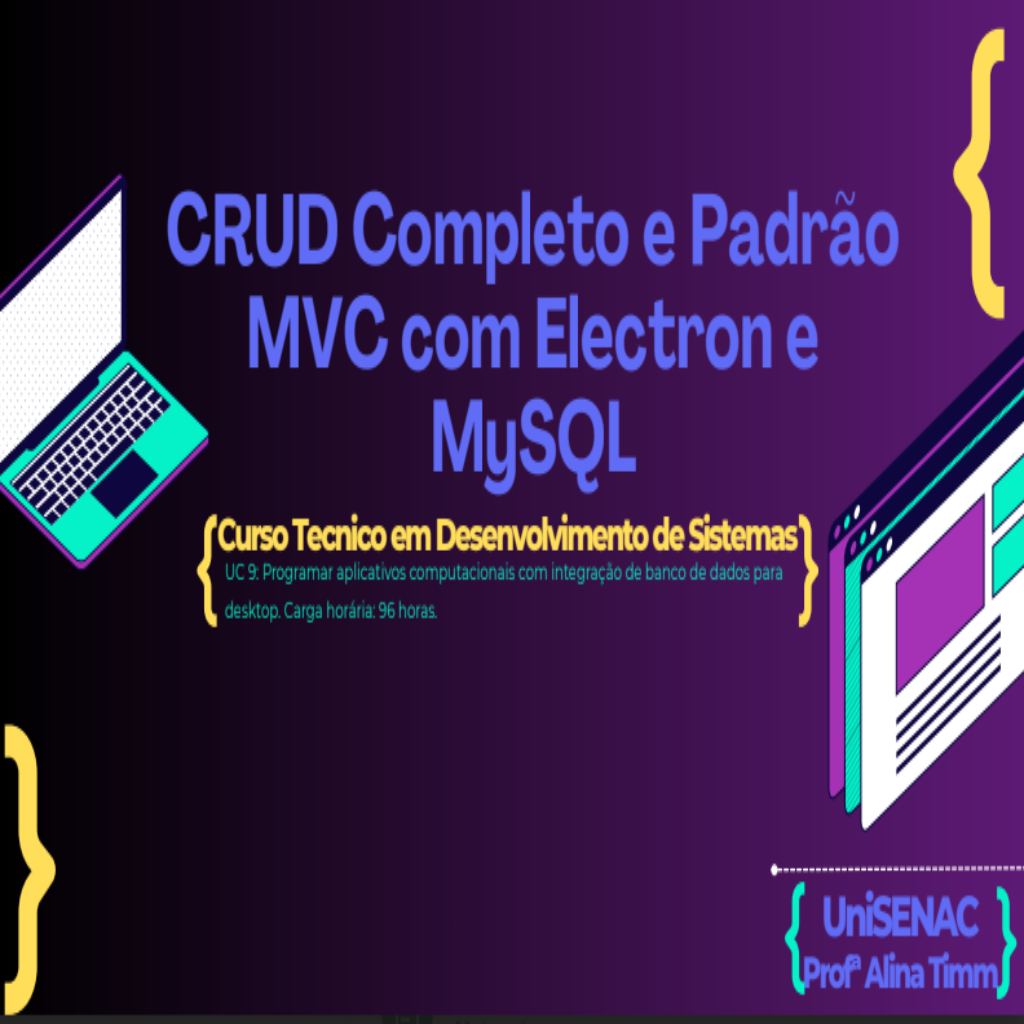 CRUD Completo e Padrão
MVC com Electron e
MySQL
Curso Tecnico em Desenvolvimento de Sistemas
UC 9: Programar aplicativos computacionais com integração de banco de dados para
desktop. Carga horária: 96 horas.
UniSENAC
Profª Alina Timm